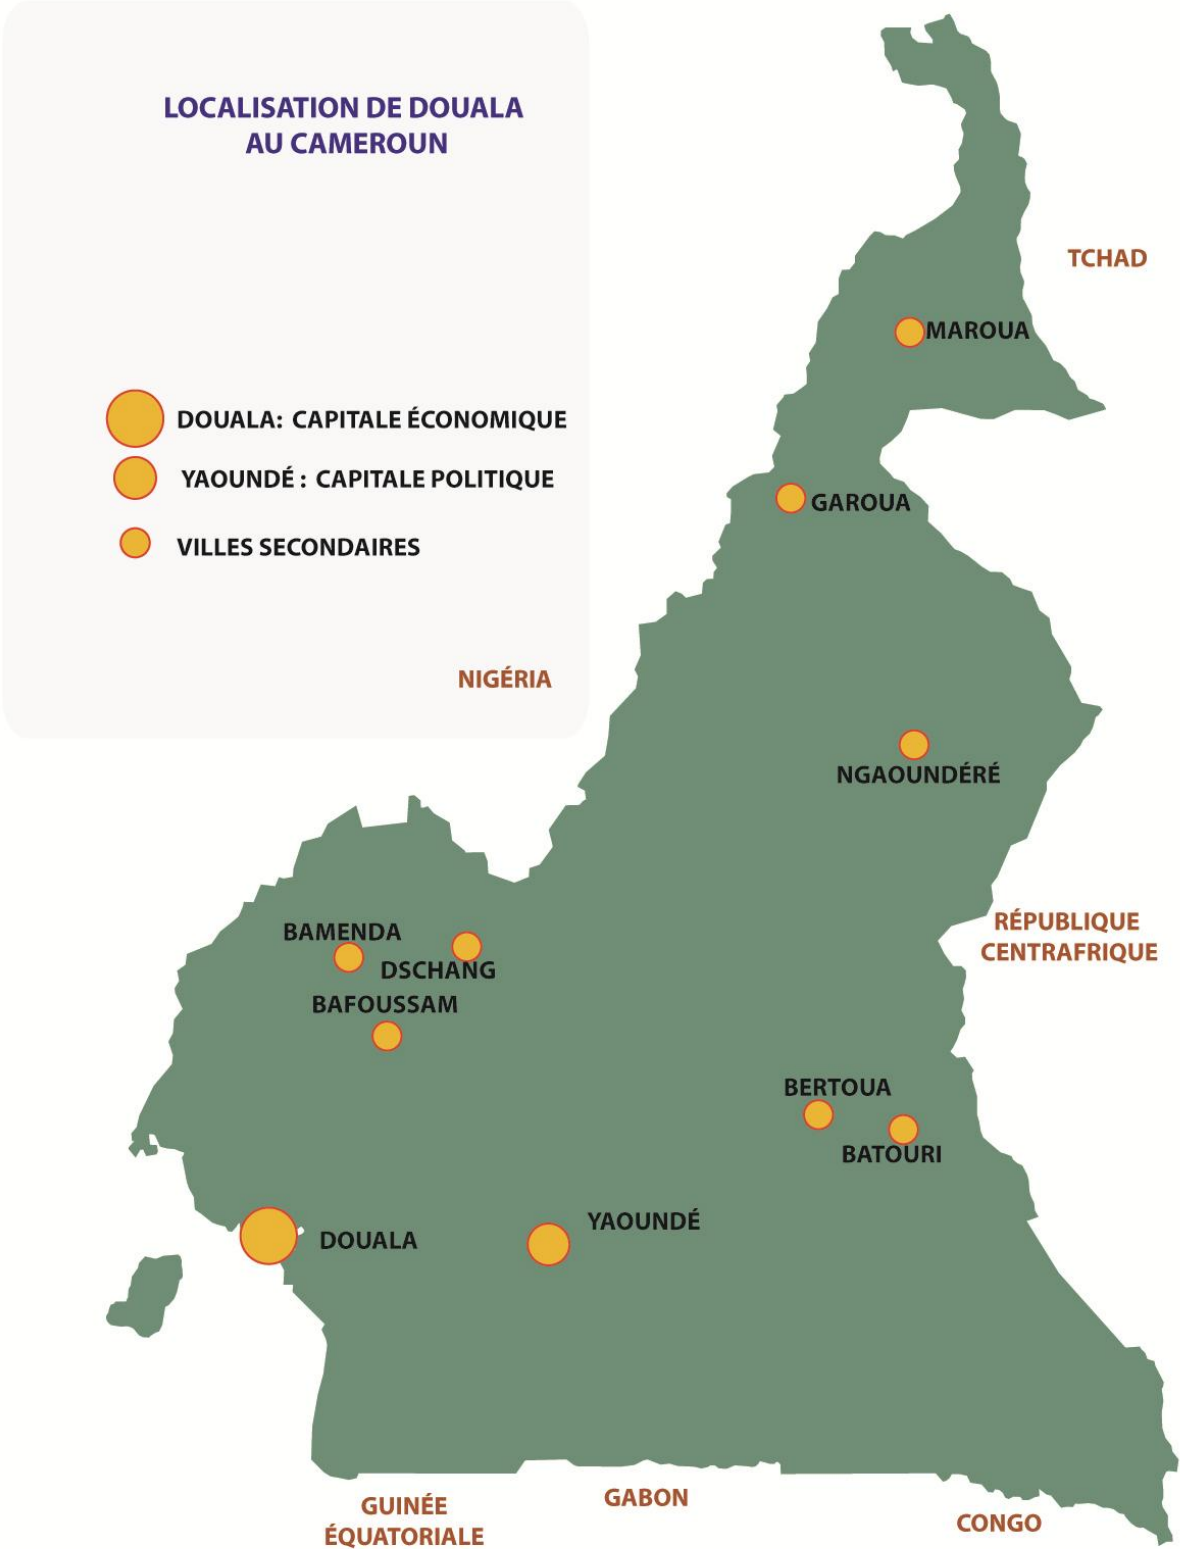 LOCALISATION DE DOUALA
AU CAMEROUN
TCHAD
MAROUA
DOUALA: CAPITALE ÉCONOMIQUE
YAOUNDÉ : CAPITALE POLITIQUE
VILLES SECONDAIRES
GAROUA
NIGÉRIA
NGAOUNDÉRÉ
RÉPUBLIQUE
CENTRAFRIQUE
BAMENDA
DSCHANG
BAFOUSSAM
BERTOUA
BATOURI
YAOUNDÉ
DOUALA
GUINÉE
ÉQUATORIALE
GABON
CONGO